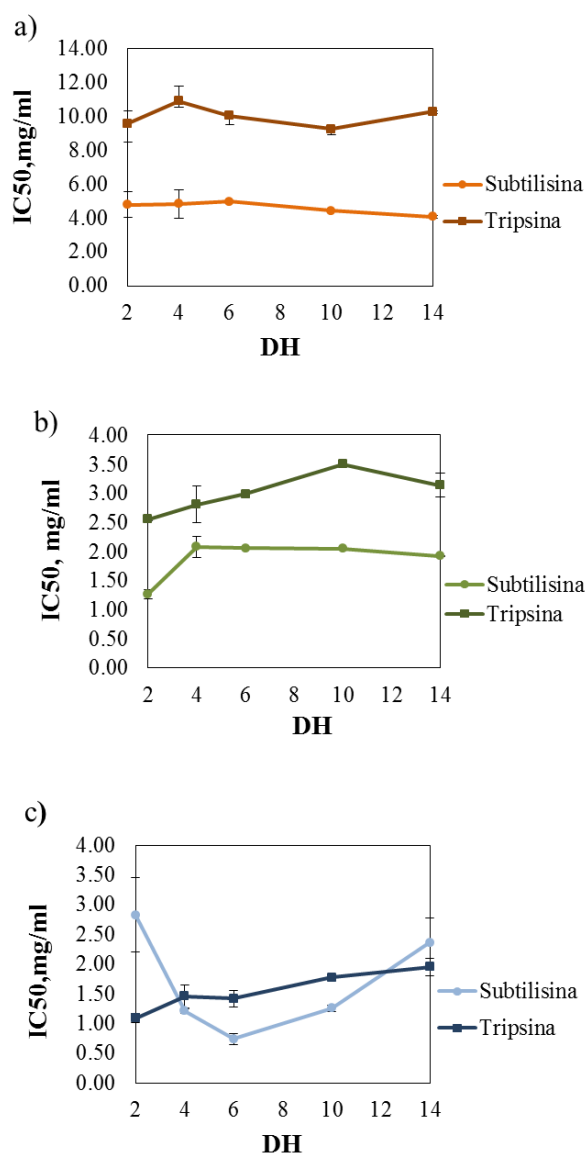 a)
14.00
12.00
10.00
8.00
6.00
4.00
2.00
0.00
IC50,mg/ml
2 4 6 8 10 12 14
DH
Subtilisina
Tripsina
b)
4.00
3.50
3.00
2.50
2.00
1.50
1.00
0.50
0.00
IC50, mg/ml
2 4 6 8 10 12 14
DH
Subtilisina
Tripsina
c)
4.00
3.50
3.00
2.50
2.00
1.50
1.00
0.50
0.00
IC50,mg/ml
2 4 6 8 10 12 14
DH
Subtilisina
Tripsina